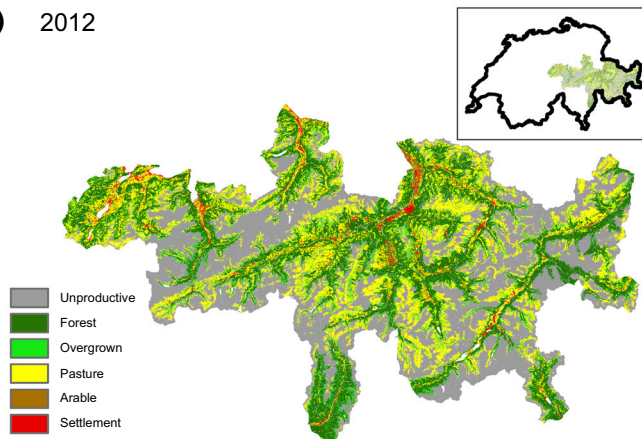 ) 2012
Unproductive
Forest
Overgrown
Pasture
Arable
Settlement